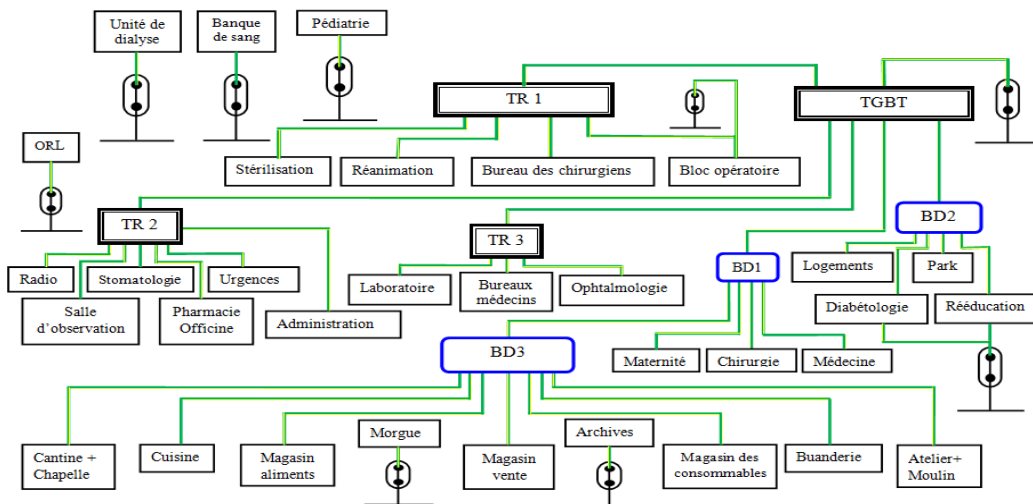 Unité de
dialyse
Banque
de sang
Pédiatrie
TR 1
TGBT
ORL
Stérilisation
Réanimation
Bureau des chirurgiens
Bloc opératoire
TR 2
TR 3
BD2
BD1
Radio
Stomatologie
Urgences
Laboratoire
Bureaux
médecins
Ophtalmologie
Logements
Park
Salle
d'observation
Pharmacie
Officine
Administration
Diabétologie
Rééducation
BD3
Maternité
Chirurgie
Médecine
Cantine +
Chapelle
Cuisine
Magasin
aliments
Morgue
Magasin
vente
Archives
Magasin des
consommables
Buanderie
Atelier+
Moulin